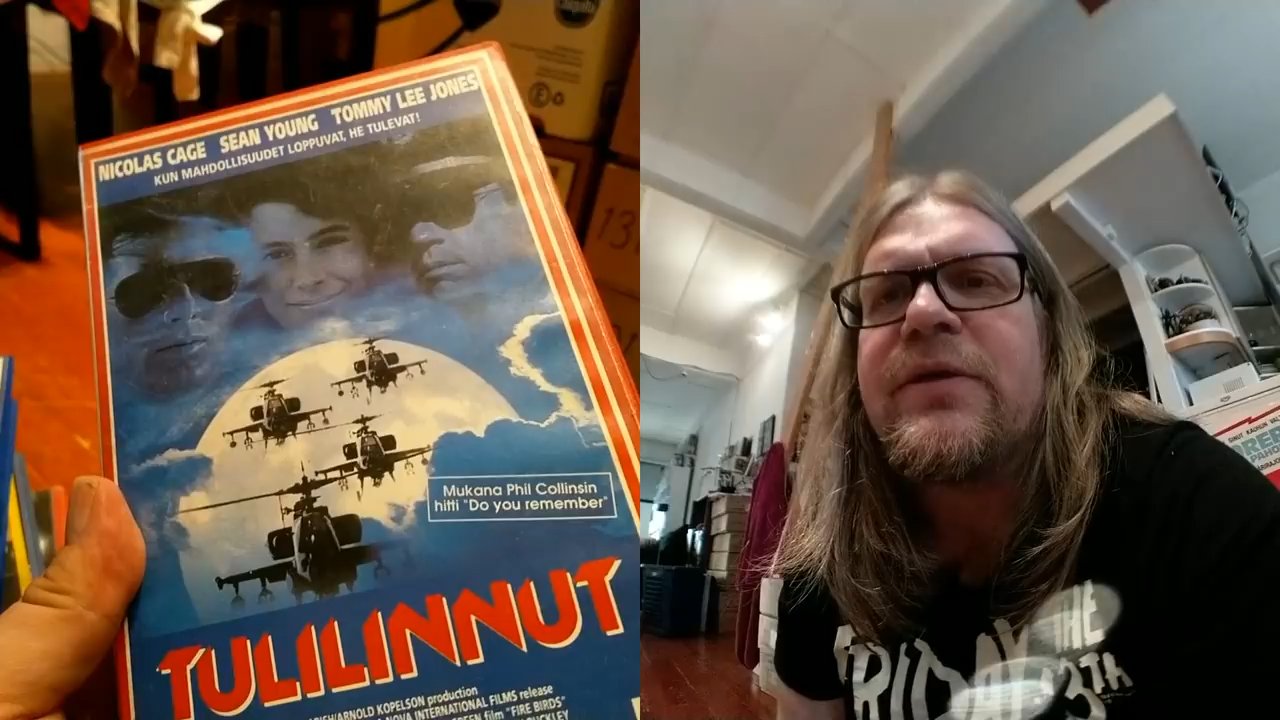 NICOLAS CAGE SEAN YOUNG TOMMY LEE JONES
KUN MAHDOLLISUUDET LOPPUVAT, HE TULEVAT!
Mukana Phil Collinsin
hitti "Do you remember"
TULILINNUT
ARNOLD KOPELSON production
NOVA INTERNATIONAL FILMS release
film "FIRE BIRDS"
FRIDAY THE
13TH